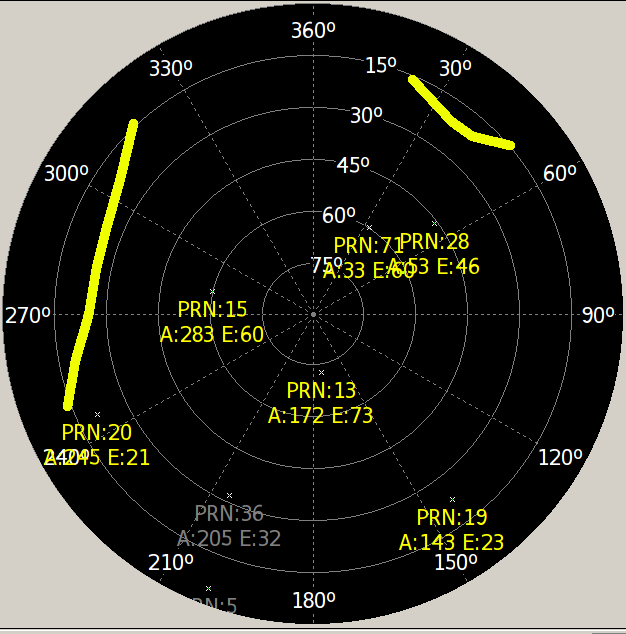 360º
330º
15º
30º
30º
45º
300º
60º
60º
PRN:71
A:33 E:60
PRN:28
A:53 E:46
75º
PRN:15
A:283 E:60
270º
90º
PRN:13
A:172 E:73
PRN:20
A:245 E:21
240º
120º
PRN:36
A:205 E:32
PRN:19
A:143 E:23
210º
150º
PRN:5
180º